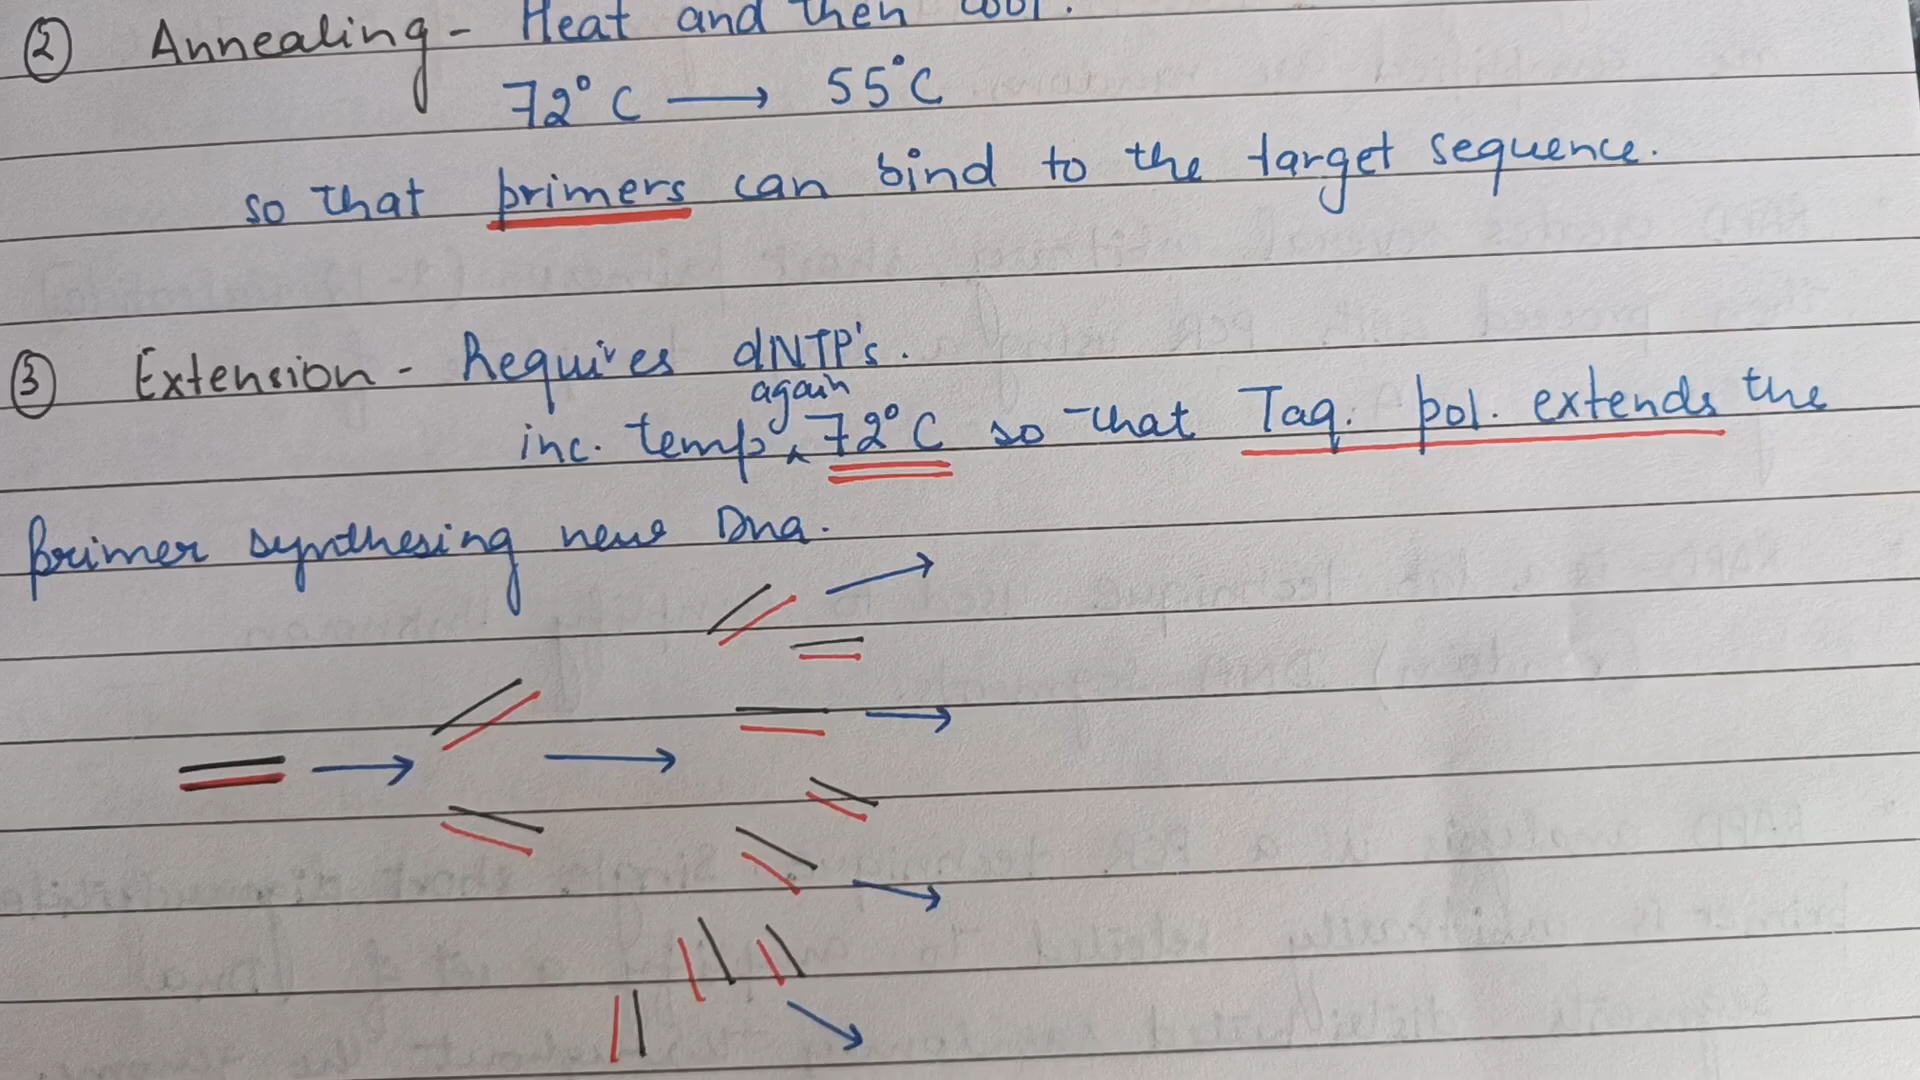 ② Annealing - Heat and then cool.
72°C → 55°C
so that primers can bind to the target sequence.
③ Extension - Requires dNTP's.
again
inc. temp ^ 72°C so that Taq. pol. extends the
primer synthesing new Dna.